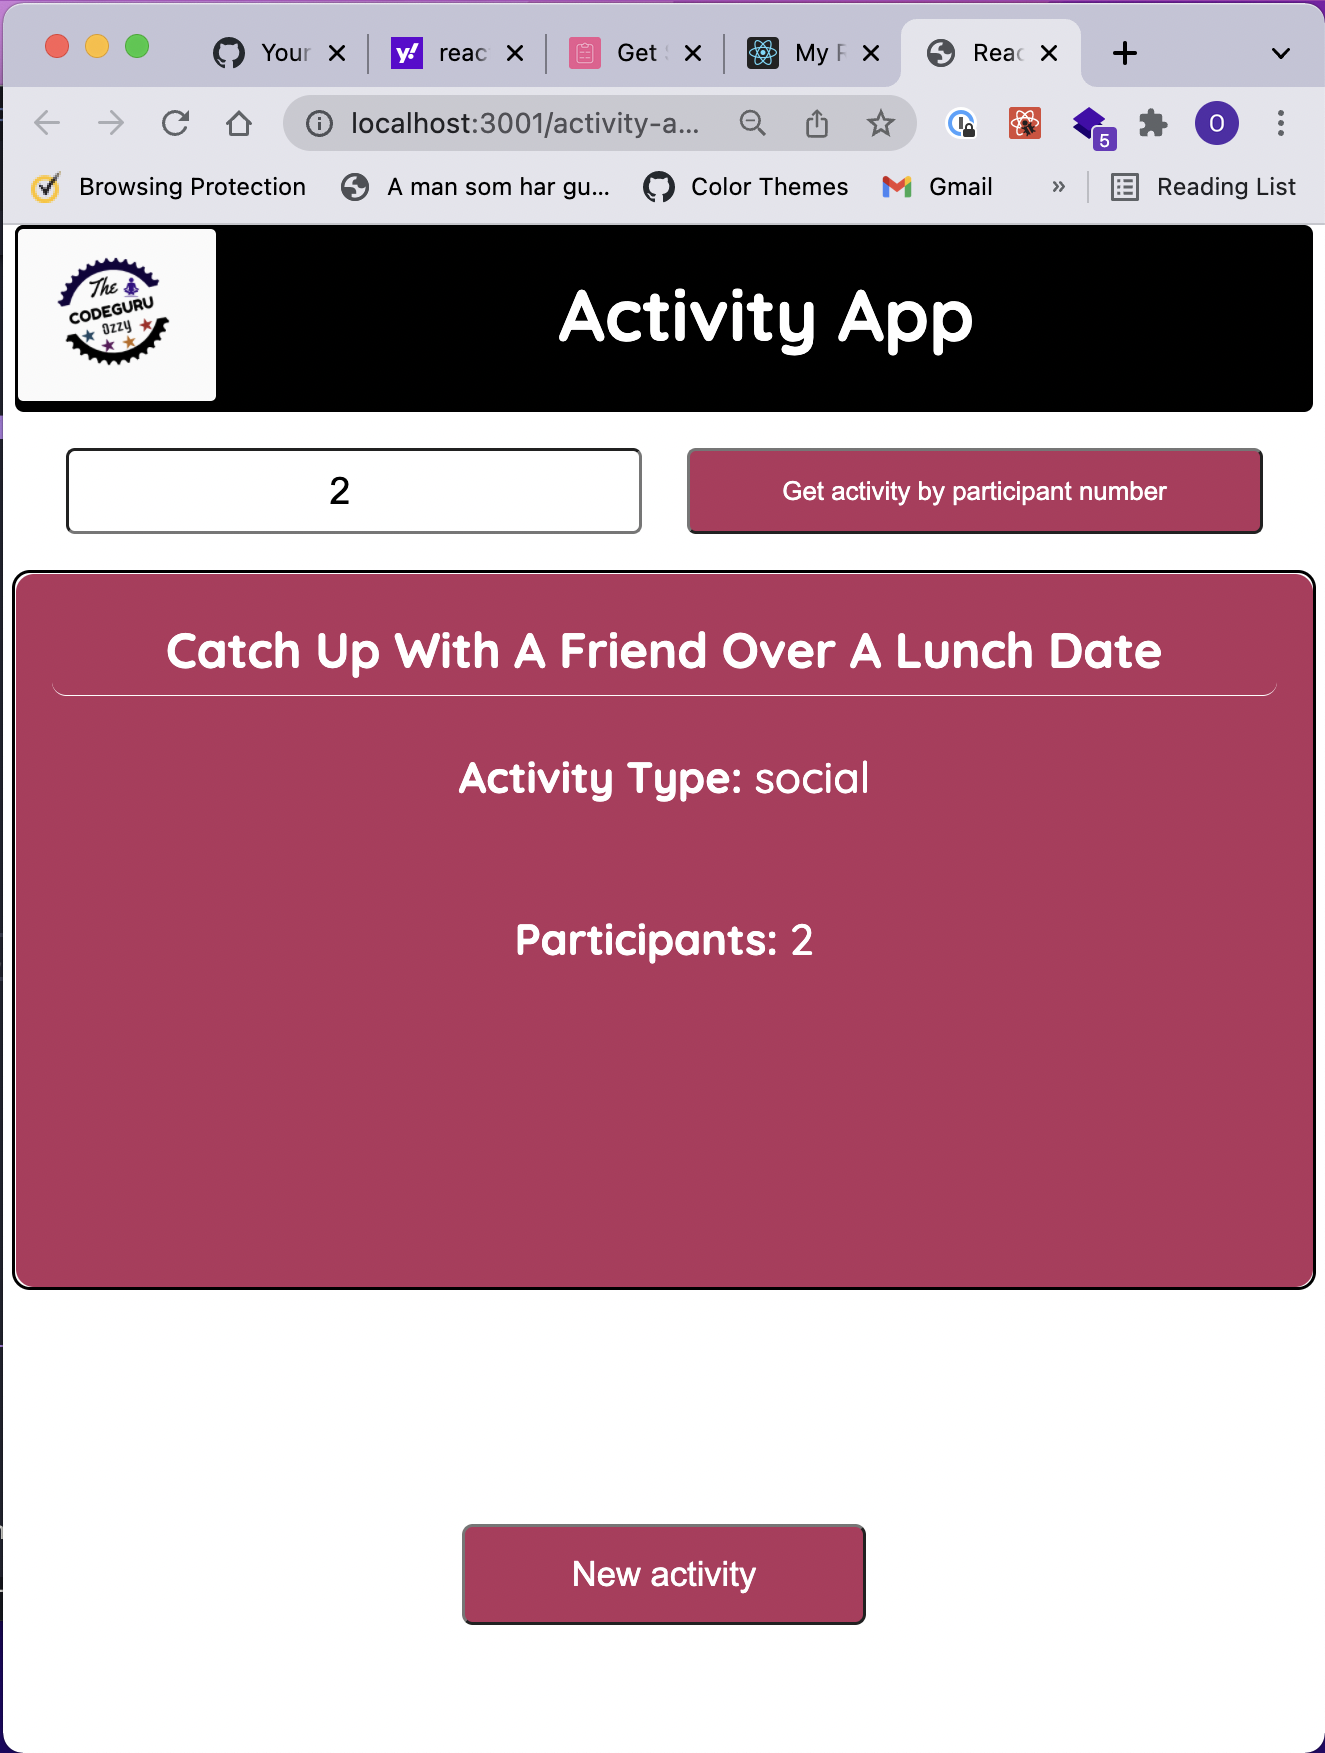 Your
reac
Get
My R
Reac
localhost:3001/activity-a...
5
O
Browsing Protection
A man som har gu...
Color Themes
Gmail
»
Reading List
The
CODEGURU
Ozzy
Activity App
2
Get activity by participant number
Catch Up With A Friend Over A Lunch Date
Activity Type: social
Participants: 2
New activity